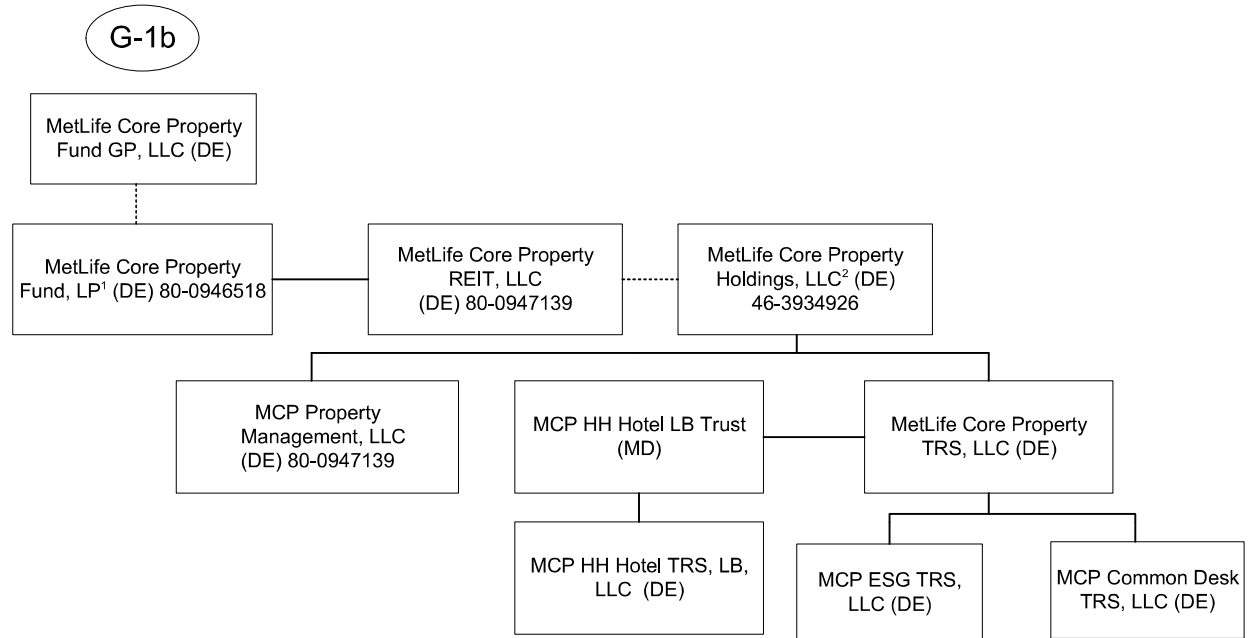 G-1b
MetLife Core Property
Fund GP, LLC (DE)
MetLife Core Property
Fund, LP¹ (DE) 80-0946518
MetLife Core Property
REIT, LLC
(DE) 80-0947139
MetLife Core Property
Holdings, LLC² (DE)
46-3934926
MCP Property
Management, LLC
(DE) 80-0947139
MCP HH Hotel LB Trust
(MD)
MetLife Core Property
TRS, LLC (DE)
MCP HH Hotel TRS, LB,
LLC (DE)
MCP ESG TRS,
LLC (DE)
MCP Common Desk
TRS, LLC (DE)